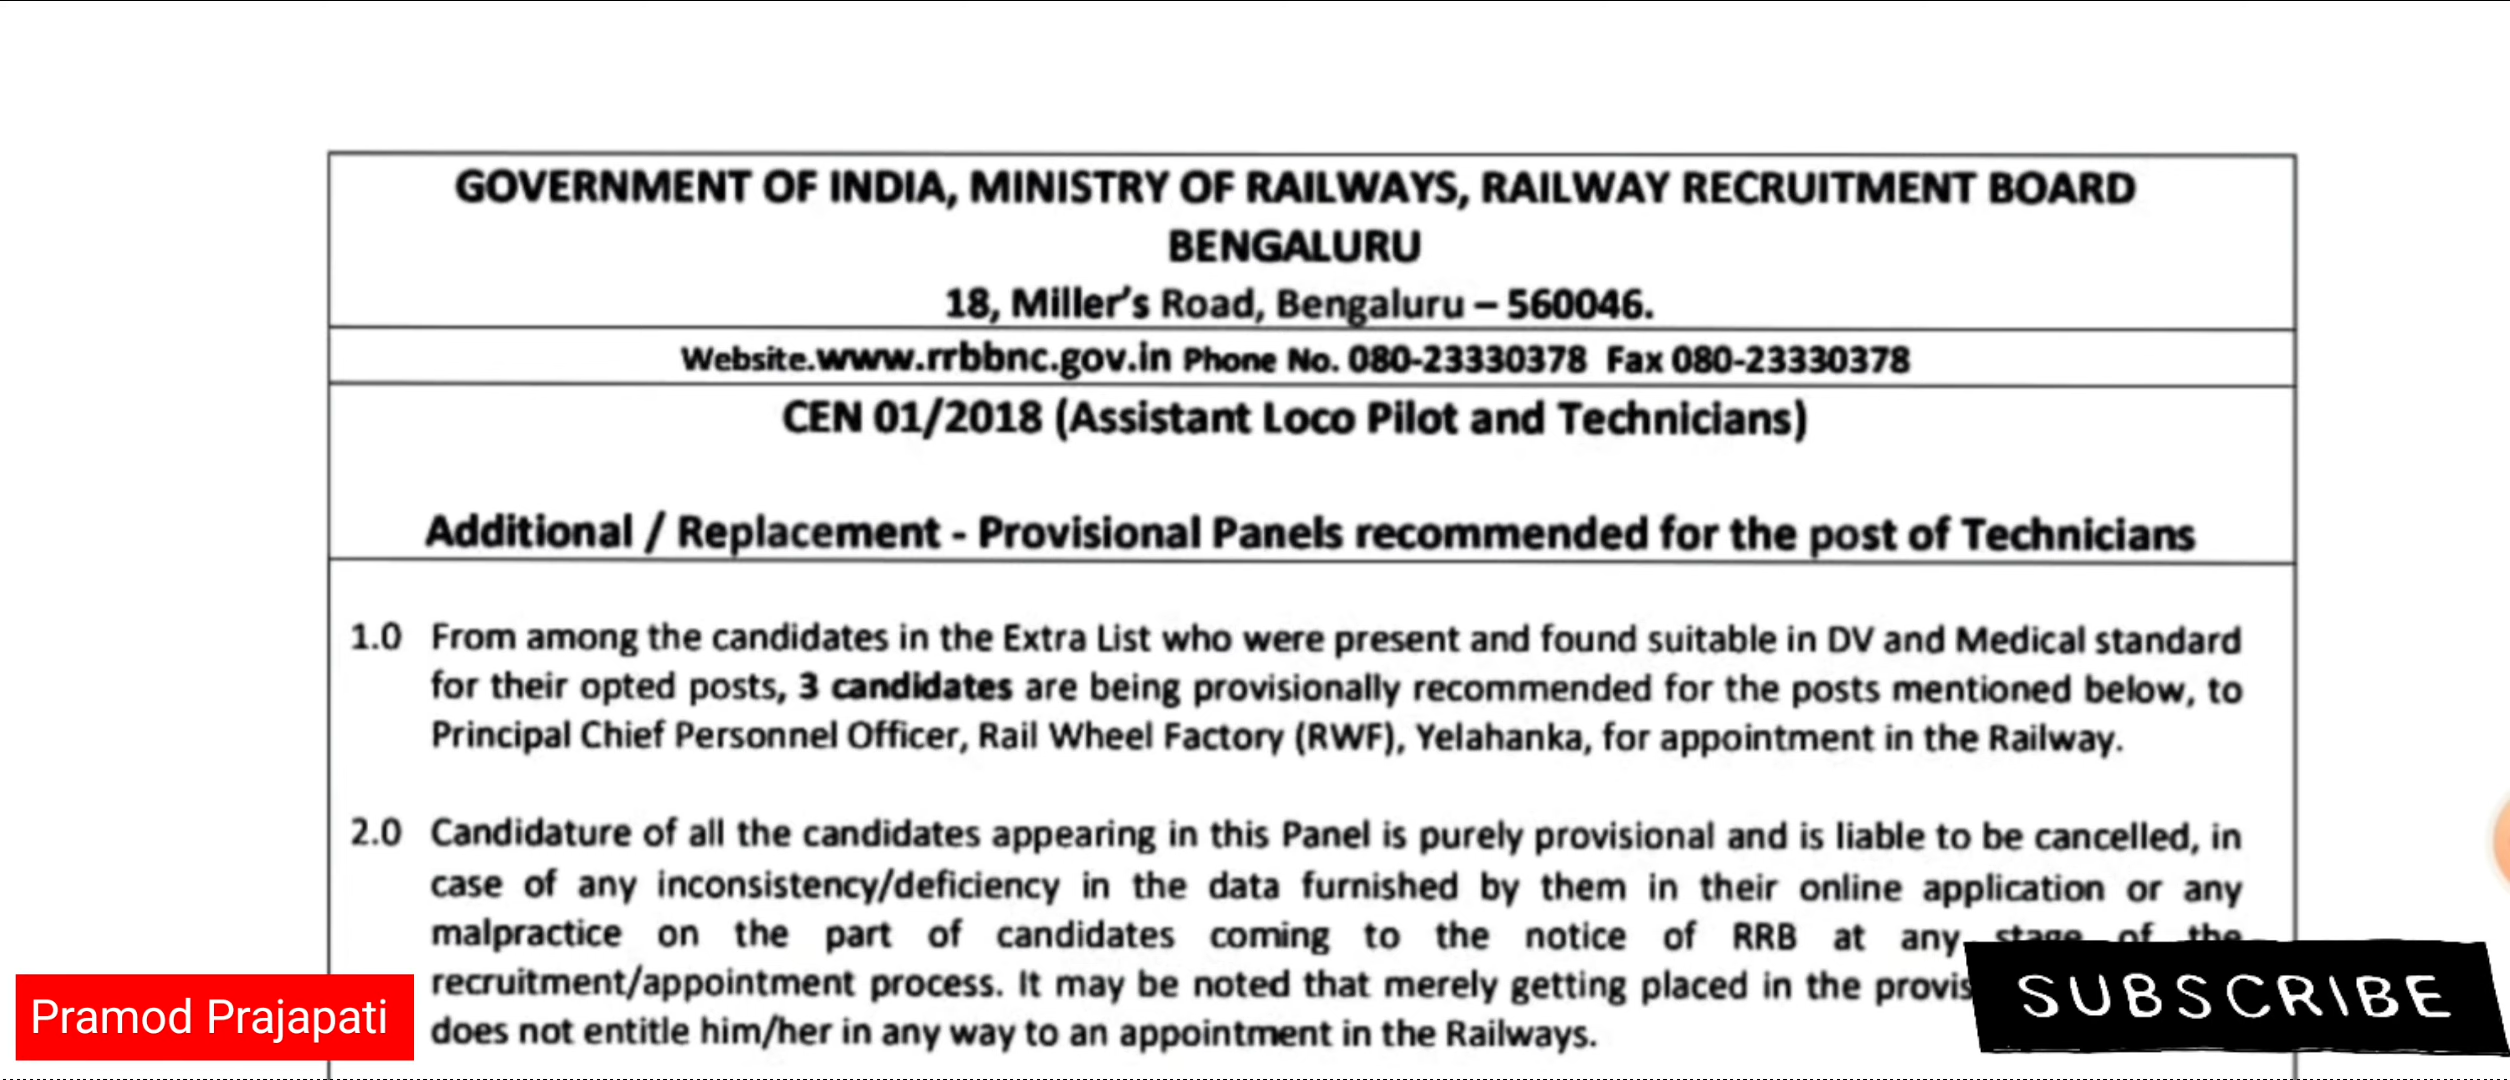 GOVERNMENT OF INDIA, MINISTRY OF RAILWAYS, RAILWAY RECRUITMENT BOARD
BENGALURU
18, Miller's Road, Bengaluru – 560046.
Website.www.rrbbnc.gov.in Phone No. 080-23330378 Fax 080-23330378
CEN 01/2018 (Assistant Loco Pilot and Technicians)
Additional / Replacement - Provisional Panels recommended for the post of Technicians
1.0 From among the candidates in the Extra List who were present and found suitable in DV and Medical standard
for their opted posts, 3 candidates are being provisionally recommended for the posts mentioned below, to
Principal Chief Personnel Officer, Rail Wheel Factory (RWF), Yelahanka, for appointment in the Railway.
2.0 Candidature of all the candidates appearing in this Panel is purely provisional and is liable to be cancelled, in
case of any inconsistency/deficiency in the data furnished by them in their online application or any
malpractice on the part of candidates coming to the notice of RRB at any stage of the
recruitment/appointment process. It may be noted that merely getting placed in the
does not entitle him/her in any way to an appointment in the Railways.
Pramod Prajapati
SUBSCRIBE